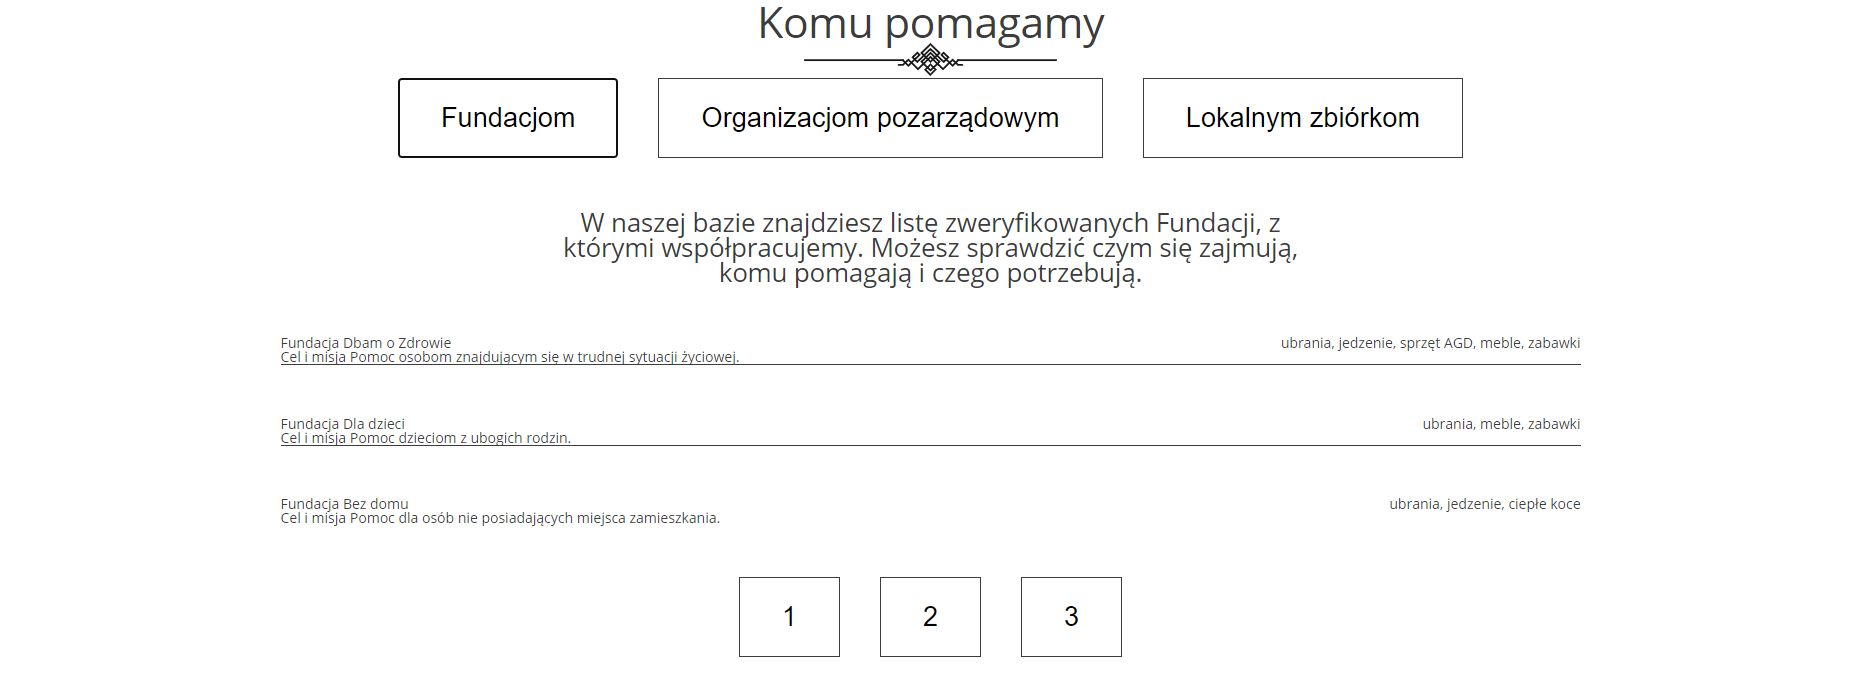 Komu pomagamy
Fundacjom
Organizacjom pozarządowym
Lokalnym zbiórkom
W naszej bazie znajdziesz listę zweryfikowanych Fundacji, z
którymi współpracujemy. Możesz sprawdzić czym się zajmują,
komu pomagają i czego potrzebują.
Fundacja Dbam o Zdrowie
Cel i misja Pomoc osobom znajdującym się w trudnej sytuacji życiowej.
ubrania, jedzenie, sprzęt AGD, meble, zabawki
Fundacja Dla dzieci
Cel i misja Pomoc dzieciom z ubogich rodzin.
ubrania, meble, zabawki
Fundacja Bez domu
Cel i misja Pomoc dla osób nie posiadających miejsca zamieszkania.
ubrania, jedzenie, ciepłe koce
1
2
3